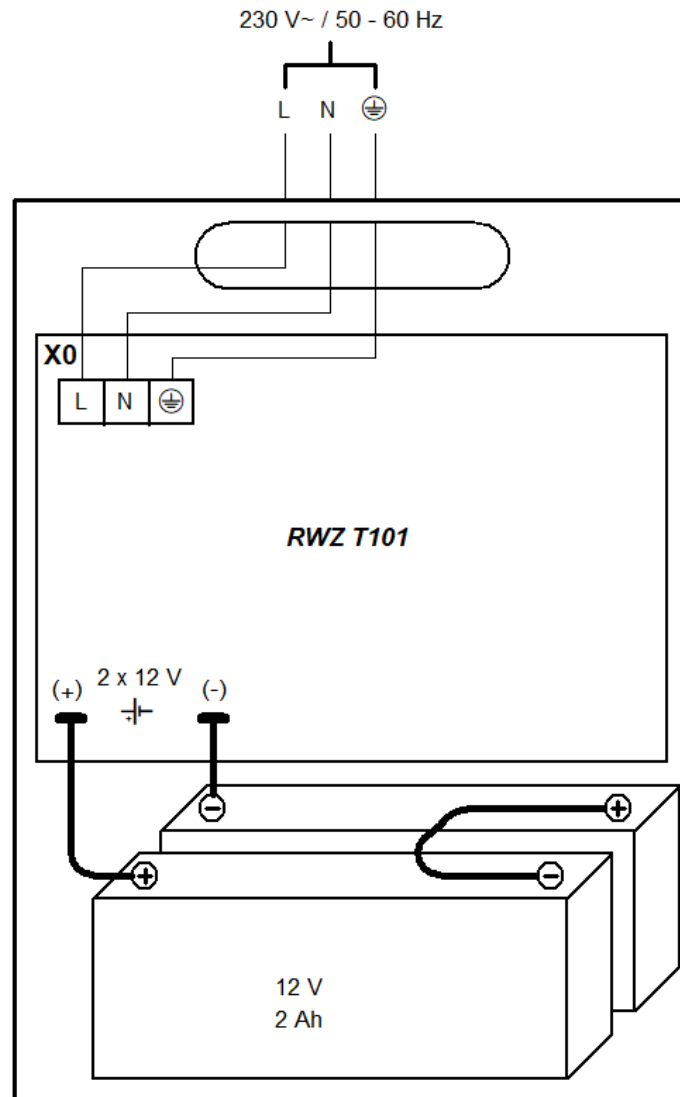 230 V~ / 50 - 60 Hz
L N
X0
L N
RWZ T101
2 x 12 V
(+) (-)
12 V
2 Ah